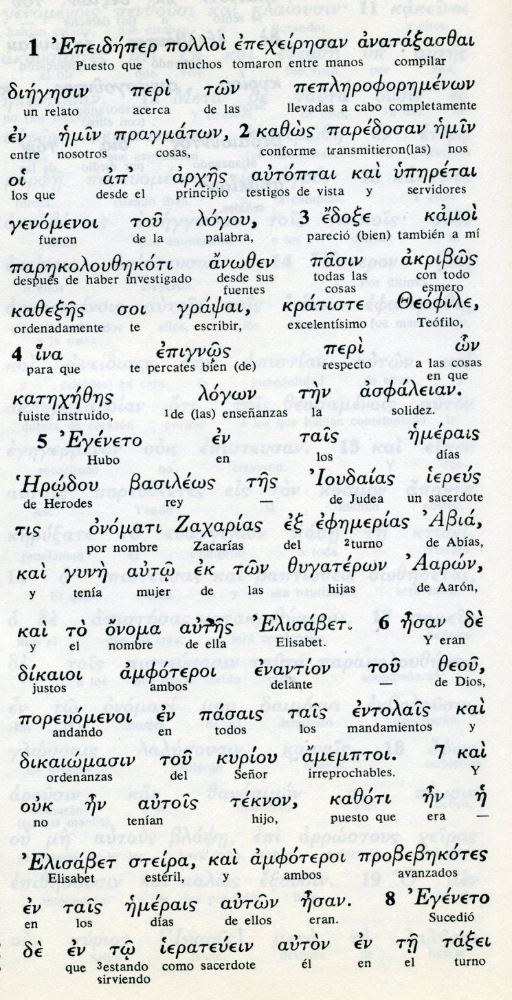 1 Ἐπειδήπερ πολλοὶ ἐπεχείρησαν ἀνατάξασθαι
Puesto que muchos tomaron entre manos compilar
διήγησιν περὶ τῶν πεπληροφορημένων
un relato acerca de las llevadas a cabo completamente
ἐν ἡμῖν πραγμάτων, 2 καθὼς παρέδοσαν ἡμῖν
entre nosotros cosas, conforme transmitieron(las) nos
οἱ ἀπ' ἀρχῆς αὐτόπται καὶ ὑπηρέται
los que desde el principio testigos de vista y servidores
γενόμενοι τοῦ λόγου, 3 ἔδοξε κἀμοὶ
fueron de la palabra, pareció (bien) también a mí
παρηκολουθηκότι ἄνωθεν πᾶσιν ἀκριβῶς
después de haber investigado desde sus todas las con todo
fuentes cosas esmero
καθεξῆς σοι γράψαι, κράτιστε Θεόφιλε,
ordenadamente te escribir, excelentísimo Teófilo,
4 ἵνα ἐπιγνῷς περὶ ὧν
para que te percates bien (de) respecto a las cosas
en que
κατηχήθης λόγων τὴν ἀσφάλειαν.
fuiste instruido, 1de (las) enseñanzas la solidez.
5 Ἐγένετο ἐν ταῖς ἡμέραις
Hubo en los días
Ἡρῴδου βασιλέως τῆς Ἰουδαίας ἱερεύς
de Herodes rey — de Judea un sacerdote
τις ὀνόματι Ζαχαρίας ἐξ ἐφημερίας Ἀβιά,
por nombre Zacarías del 2turno de Abías,
καὶ γυνὴ αὐτῷ ἐκ τῶν θυγατέρων Ἀαρών,
y tenía mujer de las hijas de Aarón,
καὶ τὸ ὄνομα αὐτῆς Ἐλισάβετ. 6 ἦσαν δὲ
y el nombre de ella Elisabet. Y eran
δίκαιοι ἀμφότεροι ἐναντίον τοῦ θεοῦ,
justos ambos delante — de Dios,
πορευόμενοι ἐν πάσαις ταῖς ἐντολαῖς καὶ
andando en todos los mandamientos y
δικαιώμασιν τοῦ κυρίου ἄμεμπτοι. 7 καὶ
ordenanzas del Señor irreprochables. Y
οὐκ ἦν αὐτοῖς τέκνον, καθότι ἦν ἡ
no tenían hijo, puesto que era —
Ἐλισάβετ στεῖρα, καὶ ἀμφότεροι προβεβηκότες
Elisabet estéril, y ambos avanzados
ἐν ταῖς ἡμέραις αὐτῶν ἦσαν. 8 Ἐγένετο
en los días de ellos eran. Sucedió
δὲ ἐν τῷ ἱερατεύειν αὐτὸν ἐν τῇ τάξει
que 3estando como sacerdote él en el turno
sirviendo